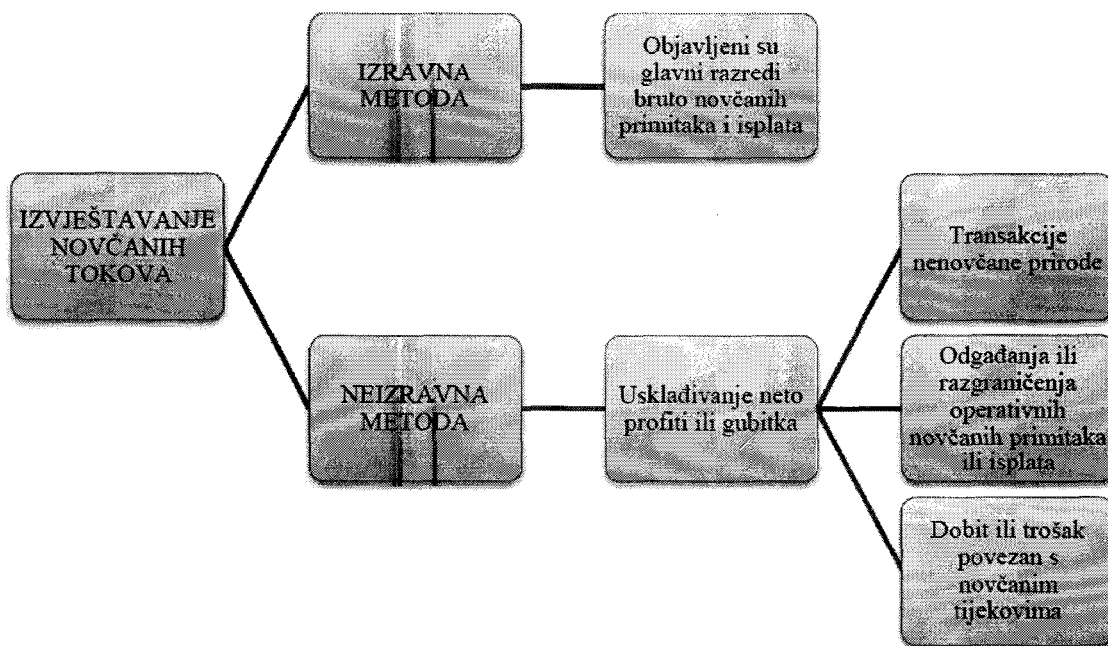 IZRAVNA
METODA
Objavljeni su
glavni razredi
bruto novčanih
primitaka i isplata
IZVJEŠTAVANJE
NOVČANIH
TOKOVA
NEIZRAVNA
METODA
Usklađivanje neto
profiti ili gubitka
Transakcije
nenovčane prirode
Odgađanja ili
razgraničenja
operativnih
novčanih primitaka
ili isplata
Dobit ili trošak
povezan s
novčanim
tijekovima